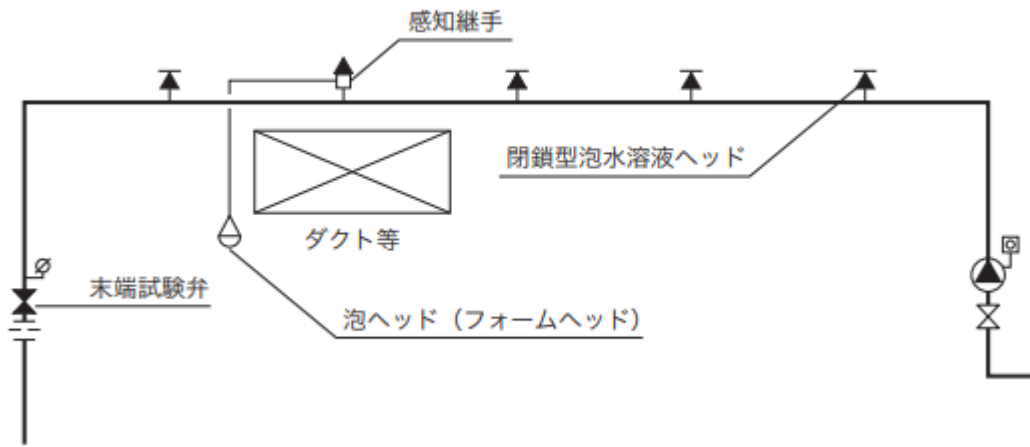 感知継手
閉鎖型泡水溶液ヘッド
ダクト等
末端試験弁
泡ヘッド（フォームヘッド）